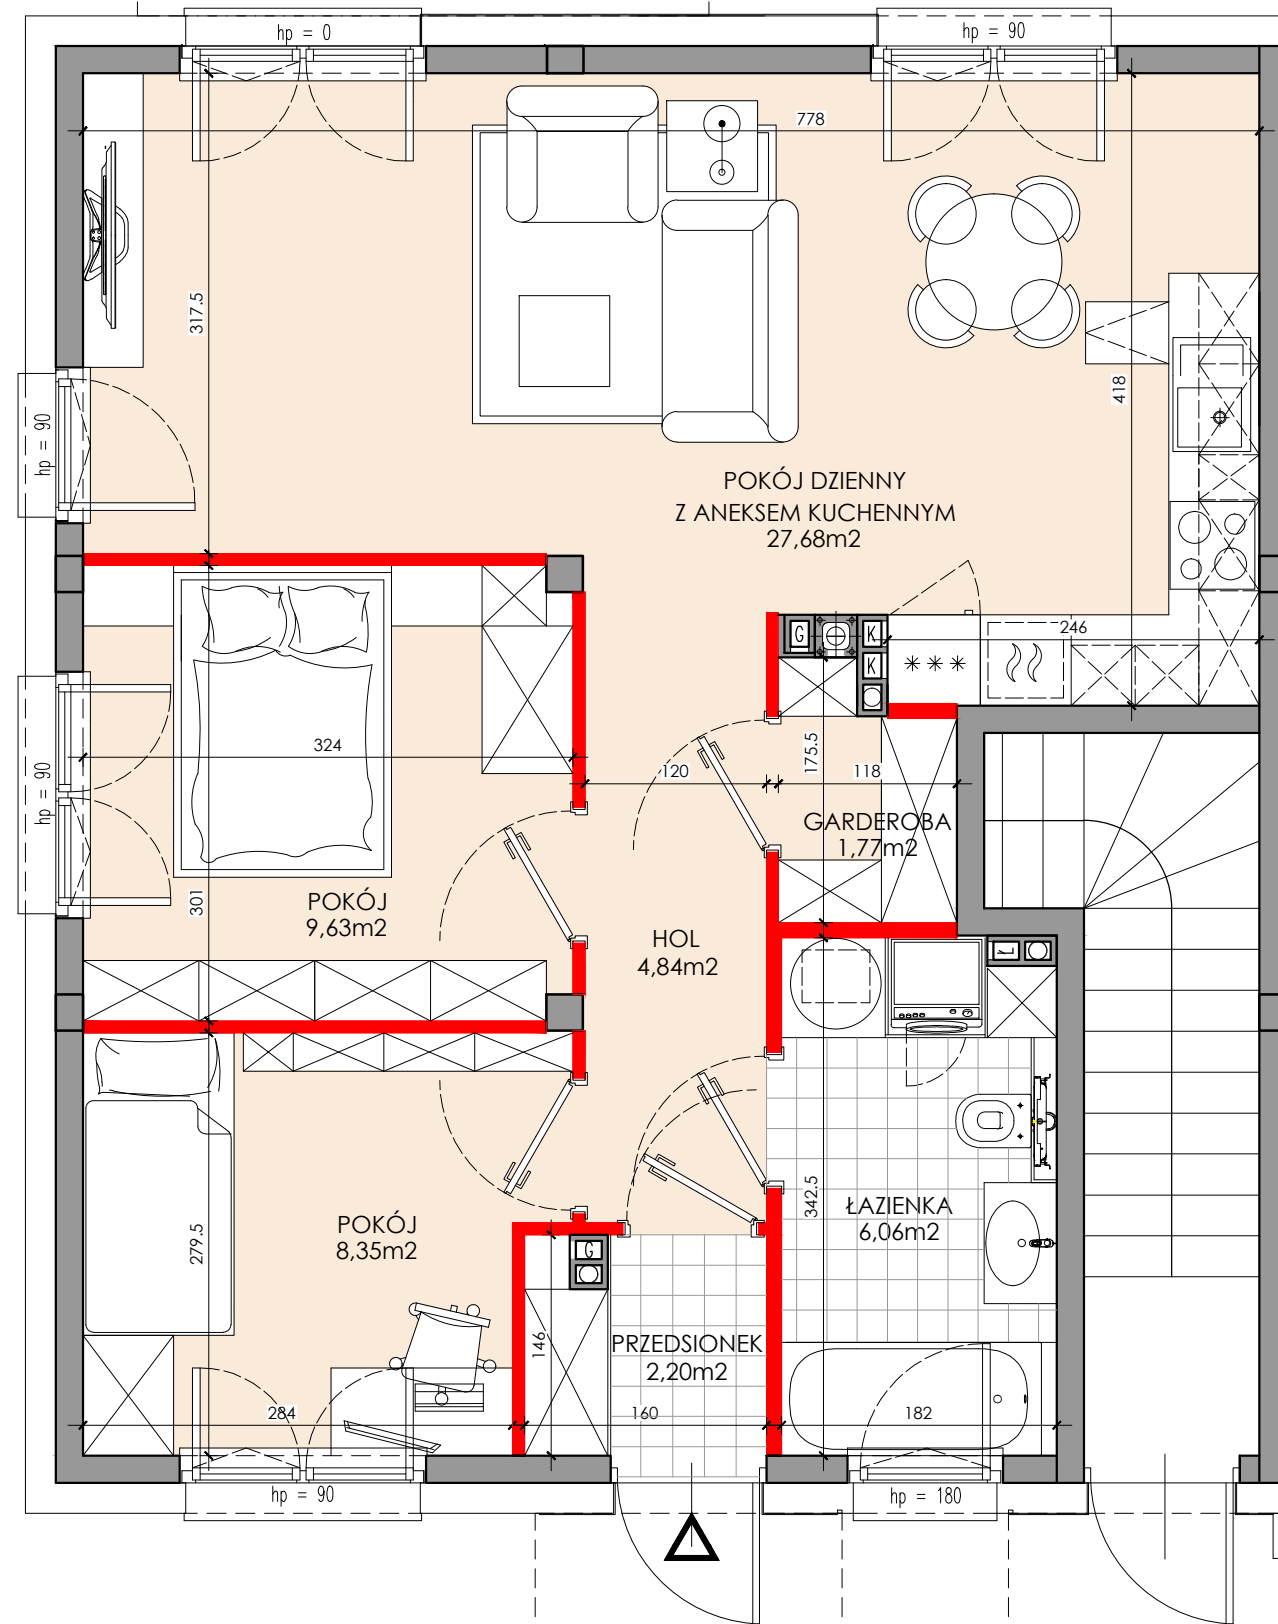 hp = 0
hp = 90
778
317.5
418
hp = 90
POKÓJ DZIENNY
Z ANEKSEM KUCHENNYM
27,68m2
G
K
246
K
***
324
175.5
120
118
hp = 90
GARDEROBA
1,77m2
301
POKÓJ
9,63m2
HOL
4,84m2
Ł
342.5
279.5
POKÓJ
8,35m2
ŁAZIENKA
6,06m2
G
146
PRZEDSIONEK
2,20m2
284
160
182
hp = 90
hp = 180